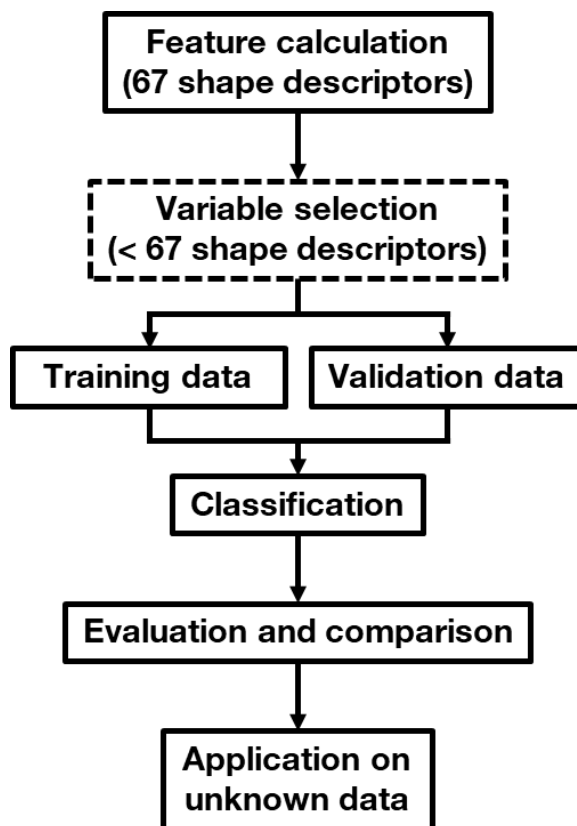 Feature calculation
(67 shape descriptors)
Variable selection
(< 67 shape descriptors)
Training data
Validation data
Classification
Evaluation and comparison
Application on
unknown data